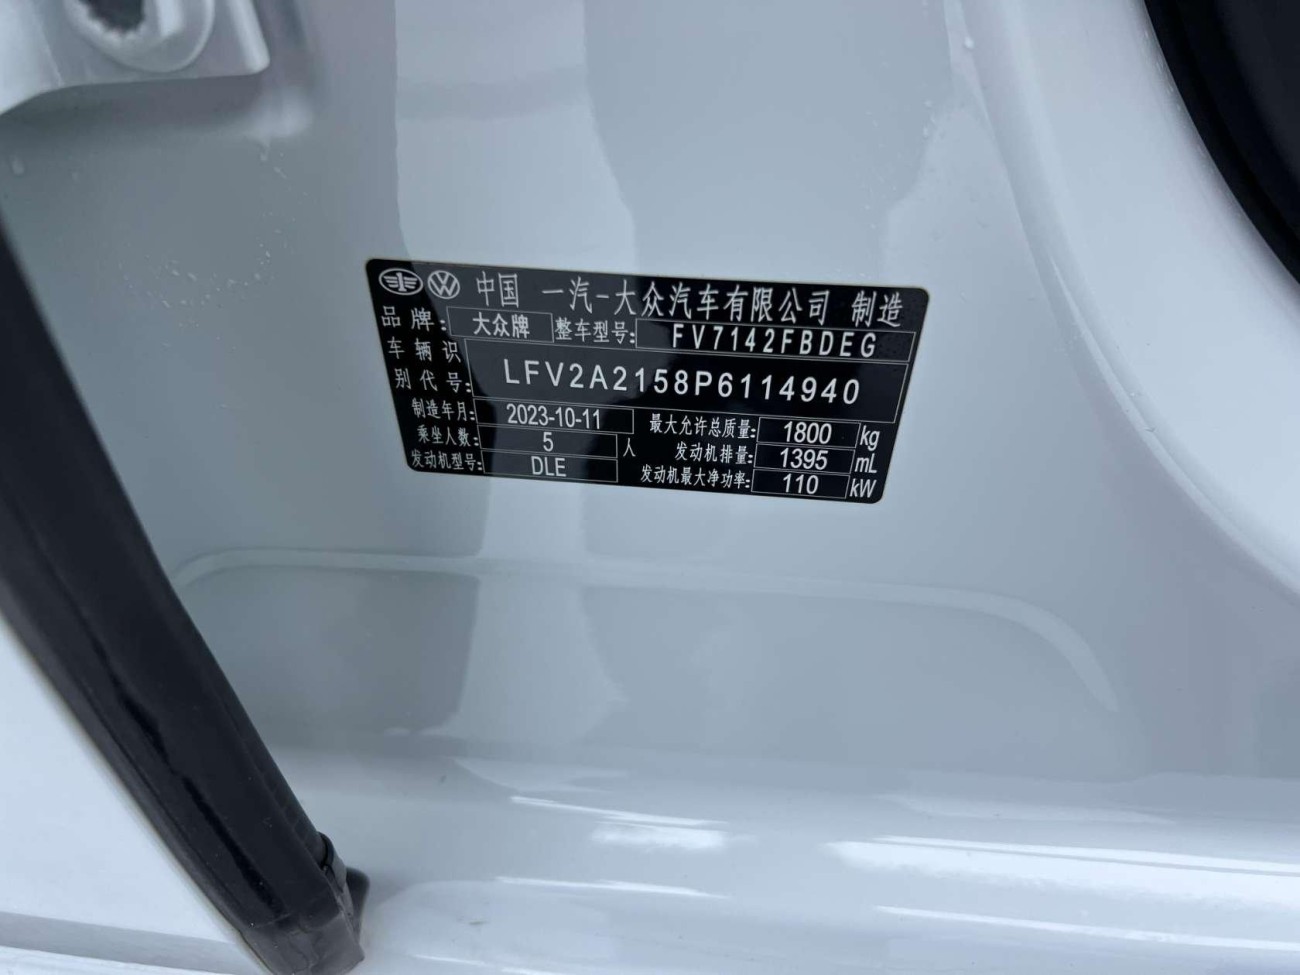 中国 一汽-大众汽车有限公司 制造
品牌: 大众牌 整车型号: FV7142FBDEG
车辆识别代号: LFV2A2158P6114940
制造年月: 2023-10-11 最大允许总质量: 1800 kg
乘坐人数: 5 人 发动机排量: 1395 mL
发动机型号: DLE 发动机最大净功率: 110 kW